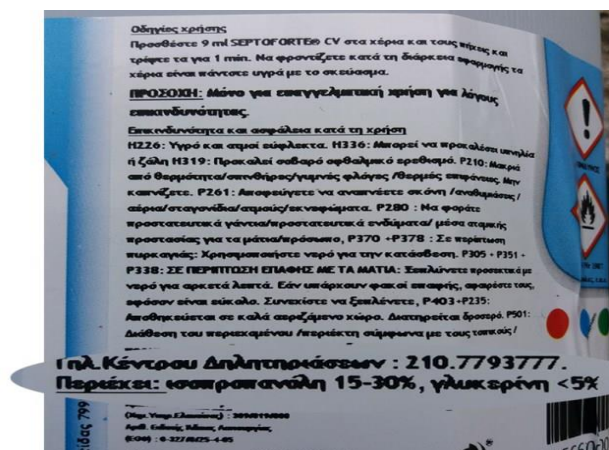 Οδηγίες χρήσης
Προσθέστε 9 ml SEPTOFORTE® CV στα χέρια και τους πήχεις και
τρίψτε τα για 1 min. Να φροντίζετε κατά τη διάρκεια εφαρμογής τα
χέρια είναι πάντοτε υγρά με το σκεύασμα.
ΠΡΟΣΟΧΗ: Μόνο για επαγγελματική χρήση για λόγους
επικινδυνότητας.
Επικινδυνότητα και ασφάλεια κατά τη χρήση
H226: Υγρό και ατμοί εύφλεκτα. H336: Μπορεί να προκαλέσει υπνηλία
ή ζάλη H319: Προκαλεί σοβαρό οφθαλμικό ερεθισμό. P210: Μακριά
από θερμότητα/σπινθήρες/γυμνές φλόγες /θερμές επιφάνειες. Μην
καπνίζετε. P261: Αποφεύγετε να αναπνέετε σκόνη /αναθυμιάσεις /
αέρια/σταγονίδια/ατμούς/εκνεφώματα. P280 : Να φοράτε
προστατευτικά γάντια/προστατευτικά ενδύματα/ μέσα ατομικής
προστασίας για τα μάτια/πρόσωπο, P370 +P378 : Σε περίπτωση
πυρκαγιάς: Χρησιμοποιήστε νερό για την κατάσβεση. P305 + P351 +
P338: ΣΕ ΠΕΡΙΠΤΩΣΗ ΕΠΑΦΗΣ ΜΕ ΤΑ ΜΑΤΙΑ: Ξεπλύνετε προσεκτικά με
νερό για αρκετά λεπτά. Εάν υπάρχουν φακοί επαφής, αφαιρέστε τους,
εφόσον είναι εύκολο. Συνεχίστε να ξεπλένετε, P403+P235:
Αποθηκεύεται σε καλά αεριζόμενο χώρο. Διατηρείται δροσερό. P501:
Διάθεση του περιεχομένου /περιέκτη σύμφωνα με τους τοπικούς /
Τηλ.Κέντρου Δηλητηριάσεων : 210.7793777.
Περιέχει: ισοπροπανόλη 15-30%, γλυκερίνη <5%
Αριθ. Ειδικής Άδειας Λειτουργίας